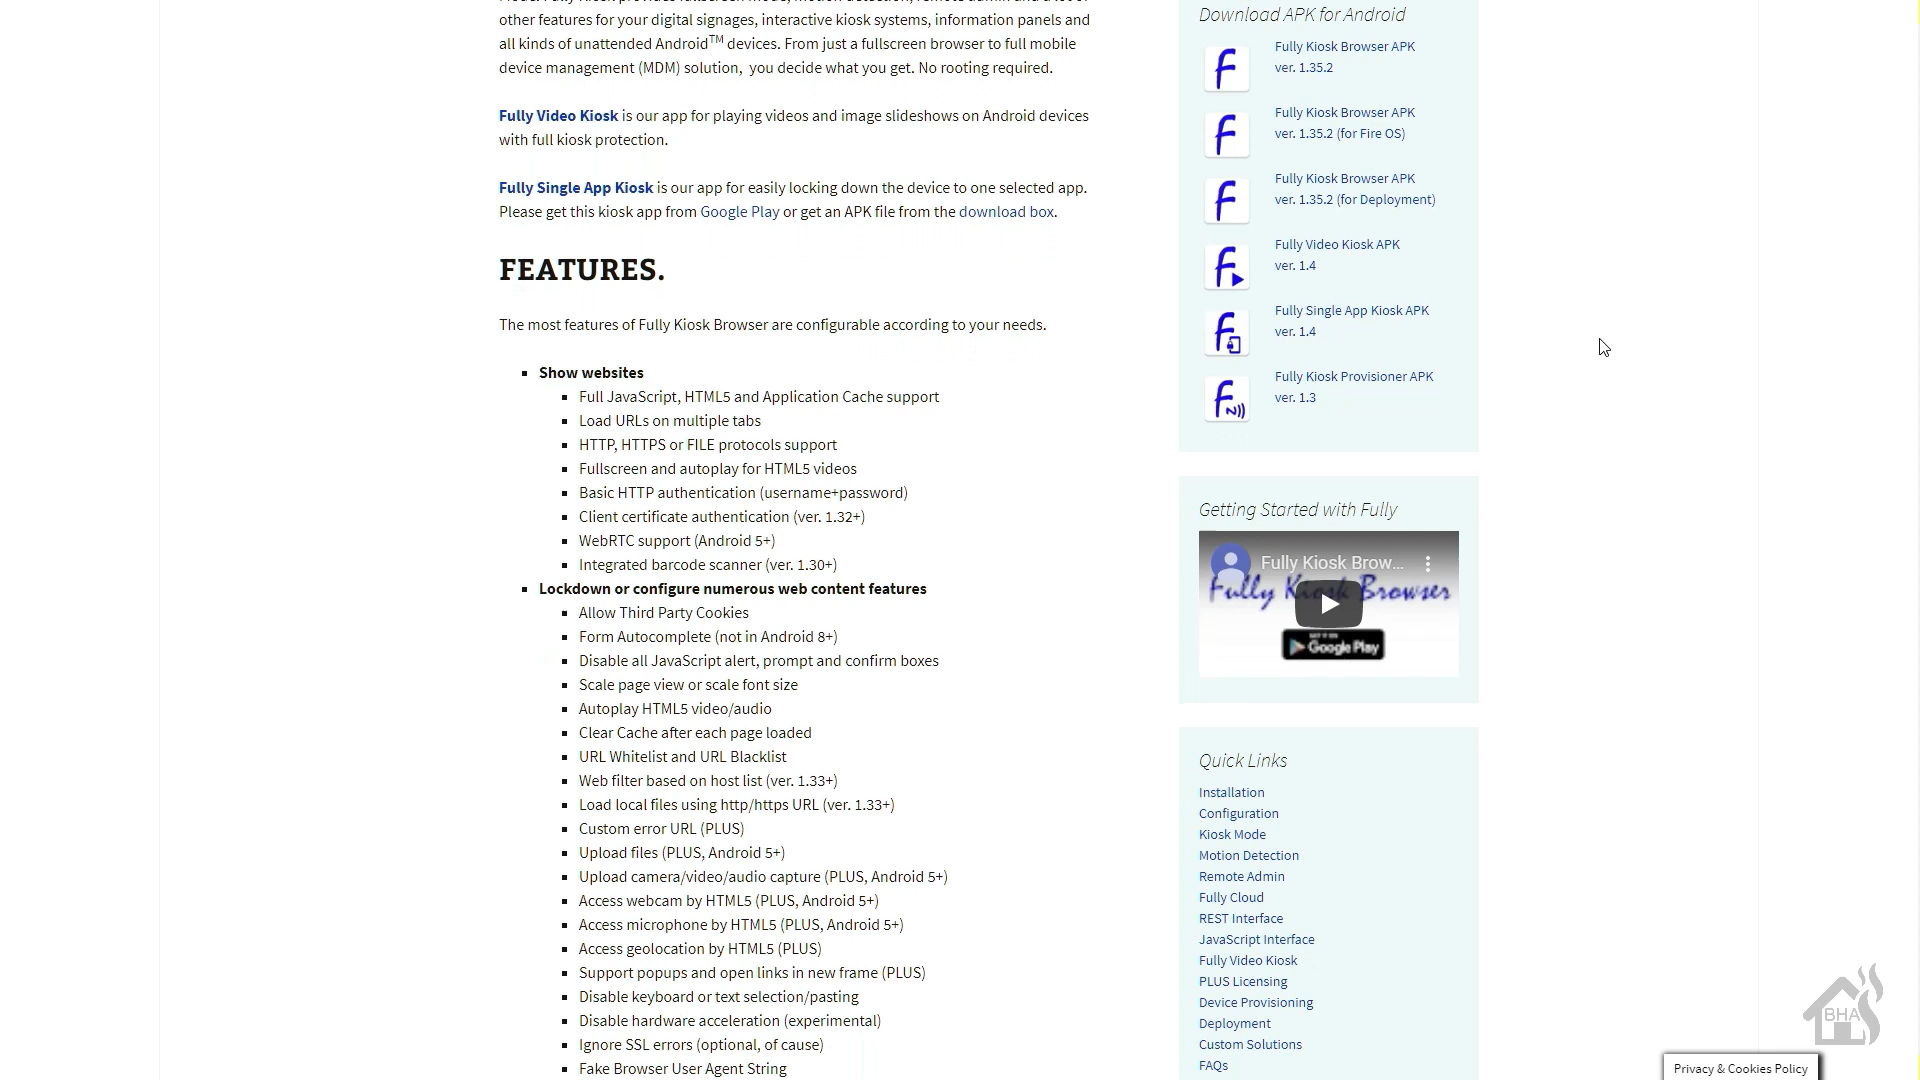 other features for your digital signages, interactive kiosk systems, information panels and
all kinds of unattended Android™ devices. From just a fullscreen browser to full mobile
device management (MDM) solution, you decide what you get. No rooting required.
Fully Video Kiosk is our app for playing videos and image slideshows on Android devices
with full kiosk protection.
Fully Single App Kiosk is our app for easily locking down the device to one selected app.
Please get this kiosk app from Google Play or get an APK file from the download box.
FEATURES.
The most features of Fully Kiosk Browser are configurable according to your needs.
Show websites
Full JavaScript, HTML5 and Application Cache support
Load URLs on multiple tabs
HTTP, HTTPS or FILE protocols support
Fullscreen and autoplay for HTML5 videos
Basic HTTP authentication (username+password)
Client certificate authentication (ver. 1.32+)
WebRTC support (Android 5+)
Integrated barcode scanner (ver. 1.30+)
Lockdown or configure numerous web content features
Allow Third Party Cookies
Form Autocomplete (not in Android 8+)
Disable all JavaScript alert, prompt and confirm boxes
Scale page view or scale font size
Autoplay HTML5 video/audio
Clear Cache after each page loaded
URL Whitelist and URL Blacklist
Web filter based on host list (ver. 1.33+)
Load local files using http/https URL (ver. 1.33+)
Custom error URL (PLUS)
Upload files (PLUS, Android 5+)
Upload camera/video/audio capture (PLUS, Android 5+)
Access webcam by HTML5 (PLUS, Android 5+)
Access microphone by HTML5 (PLUS, Android 5+)
Access geolocation by HTML5 (PLUS)
Support popups and open links in new frame (PLUS)
Disable keyboard or text selection/pasting
Disable hardware acceleration (experimental)
Ignore SSL errors (optional, of cause)
Fake Browser User Agent String
Download APK for Android
Fully Kiosk Browser APK
ver. 1.35.2
Fully Kiosk Browser APK
ver. 1.35.2 (for Fire OS)
Fully Kiosk Browser APK
ver. 1.35.2 (for Deployment)
Fully Video Kiosk APK
ver. 1.4
Fully Single App Kiosk APK
ver. 1.4
Fully Kiosk Provisioner APK
ver. 1.3
Getting Started with Fully
Fully Kiosk Brow...
Fully Kiosk Browser
GET IT ON
Google Play
Quick Links
Installation
Configuration
Kiosk Mode
Motion Detection
Remote Admin
Fully Cloud
REST Interface
JavaScript Interface
Fully Video Kiosk
PLUS Licensing
Device Provisioning
Deployment
Custom Solutions
FAQs
BHA
Privacy & Cookies Policy